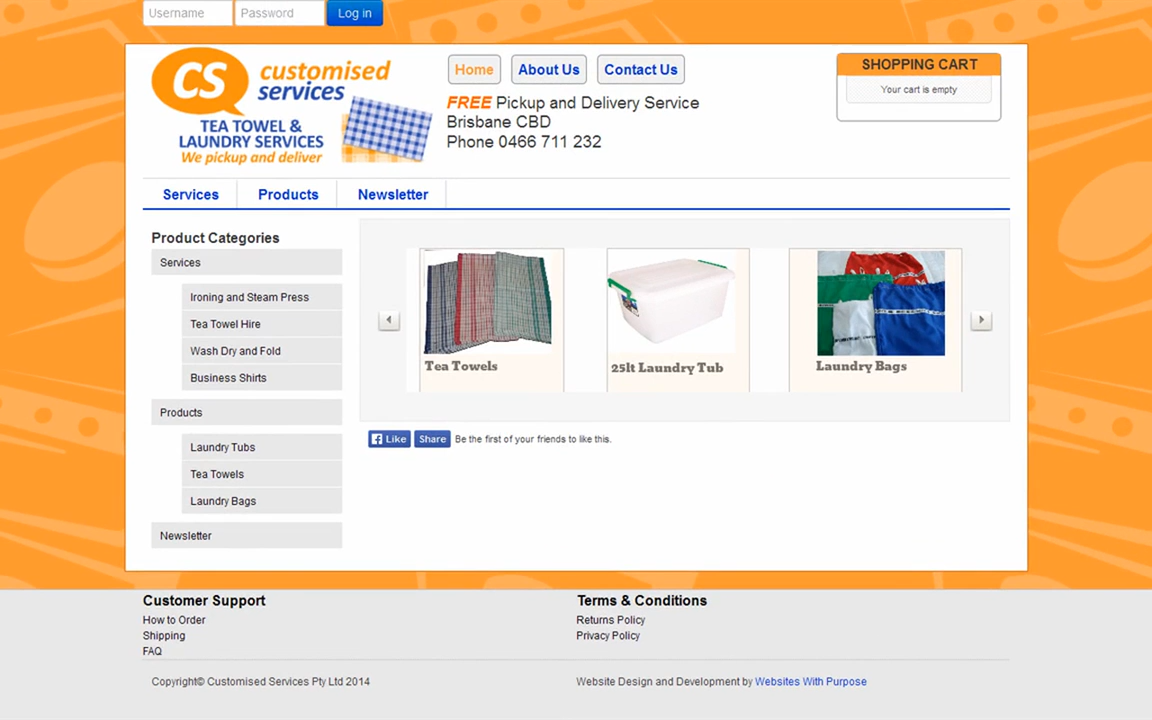 Username Password Log in
CS customised services
TEA TOWEL &
LAUNDRY SERVICES
We pickup and deliver
Home About Us Contact Us
FREE Pickup and Delivery Service
Brisbane CBD
Phone 0466 711 232
SHOPPING CART
Your cart is empty
Services Products Newsletter
Product Categories
Services
Ironing and Steam Press
Tea Towel Hire
Wash Dry and Fold
Business Shirts
Products
Laundry Tubs
Tea Towels
Laundry Bags
Newsletter
Tea Towels
25lt Laundry Tub
Laundry Bags
Like Share Be the first of your friends to like this.
Customer Support
How to Order
Shipping
FAQ
Terms & Conditions
Returns Policy
Privacy Policy
Copyright© Customised Services Pty Ltd 2014
Website Design and Development by Websites With Purpose